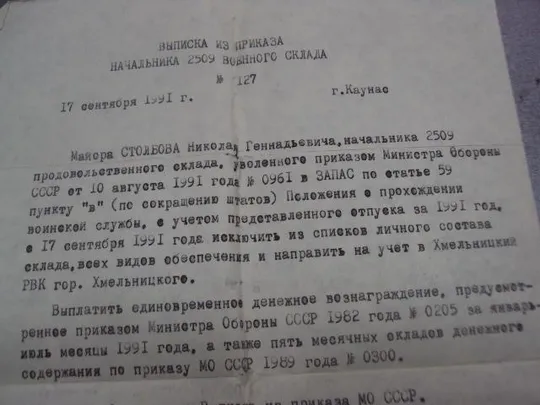 ВЫПИСКА ИЗ ПРИКАЗА
НАЧАЛЬНИКА 2509 ВОЕННОГО СКЛАДА
№ 127
17 сентября 1991 г. г.Каунас
Майора СТОЛБОВА Николая Геннадьевича,начальника 2509
продовольственного склада, уволенного приказом Министра Обороны
СССР от 10 августа 1991 года № 0961 в ЗАПАС по статье 59
пункту "в" (по сокращению штатов) Положения о прохождении
воинской службы, с учетом представленного отпуска за 1991 год,
с 17 сентября 1991 года исключить из списков личного состава
склада,всех видов обеспечения и направить на учет в Хмельницкий
РВК гор. Хмельницкого.
Выплатить единовременное денежное вознаграждение, предусмот-
ренное приказом Министра Обороны СССР 1982 года № 0205 за январь-
июль месяцы 1991 года, а также пять месячных окладов денежного
содержания по приказу МО СССР 1989 года № 0300.
приказа МО СССР.